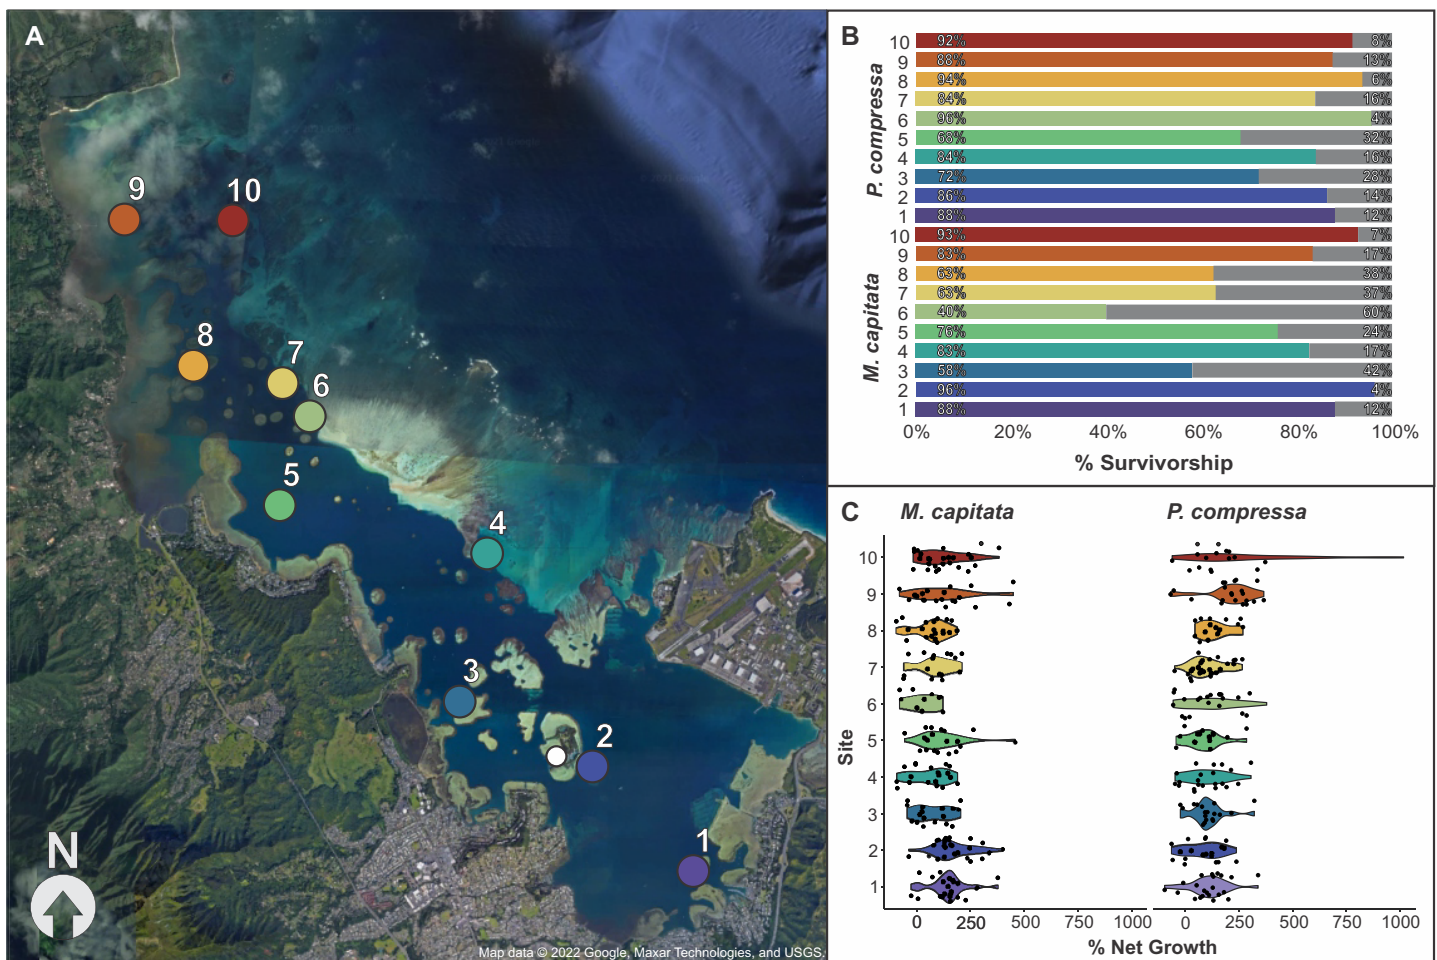 A
9
10
8
7
6
5
4
3
2
1
N
Map data © 2022 Google, Maxar Technologies, and USGS.
B
P. compressa
10 92% 8%
9 88% 13%
8 94% 6%
7 84% 16%
6 96% 4%
5 68% 32%
4 84% 16%
3 72% 28%
2 86% 14%
1 88% 12%
M. capitata
10 93% 7%
9 83% 17%
8 63% 38%
7 63% 37%
6 40% 60%
5 76% 24%
4 83% 17%
3 58% 42%
2 96% 4%
1 88% 12%
0% 20% 40% 60% 80% 100%
% Survivorship
C
M. capitata P. compressa
Site
10
9
8
7
6
5
4
3
2
1
0 250 500 750 1000 0 250 500 750 1000
% Net Growth